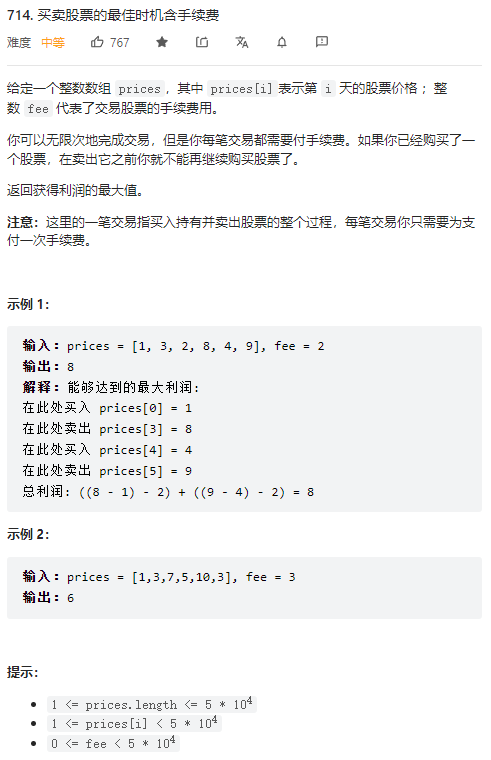 714. 买卖股票的最佳时机含手续费
难度 中等 767
给定一个整数数组 prices，其中 prices[i]表示第 i 天的股票价格 ；整
数 fee 代表了交易股票的手续费用。
你可以无限次地完成交易，但是你每笔交易都需要付手续费。如果你已经购买了一
个股票，在卖出它之前你就不能再继续购买股票了。
返回获得利润的最大值。
注意：这里的一笔交易指买入持有并卖出股票的整个过程，每笔交易你只需要为支
付一次手续费。
示例 1：
输入：prices = [1, 3, 2, 8, 4, 9], fee = 2
输出：8
解释：能够达到的最大利润:
在此处买入 prices[0] = 1
在此处卖出 prices[3] = 8
在此处买入 prices[4] = 4
在此处卖出 prices[5] = 9
总利润: ((8 - 1) - 2) + ((9 - 4) - 2) = 8
示例 2：
输入：prices = [1,3,7,5,10,3], fee = 3
输出：6
提示：
1 <= prices.length <= 5 * 10⁴
1 <= prices[i] < 5 * 10⁴
0 <= fee < 5 * 10⁴